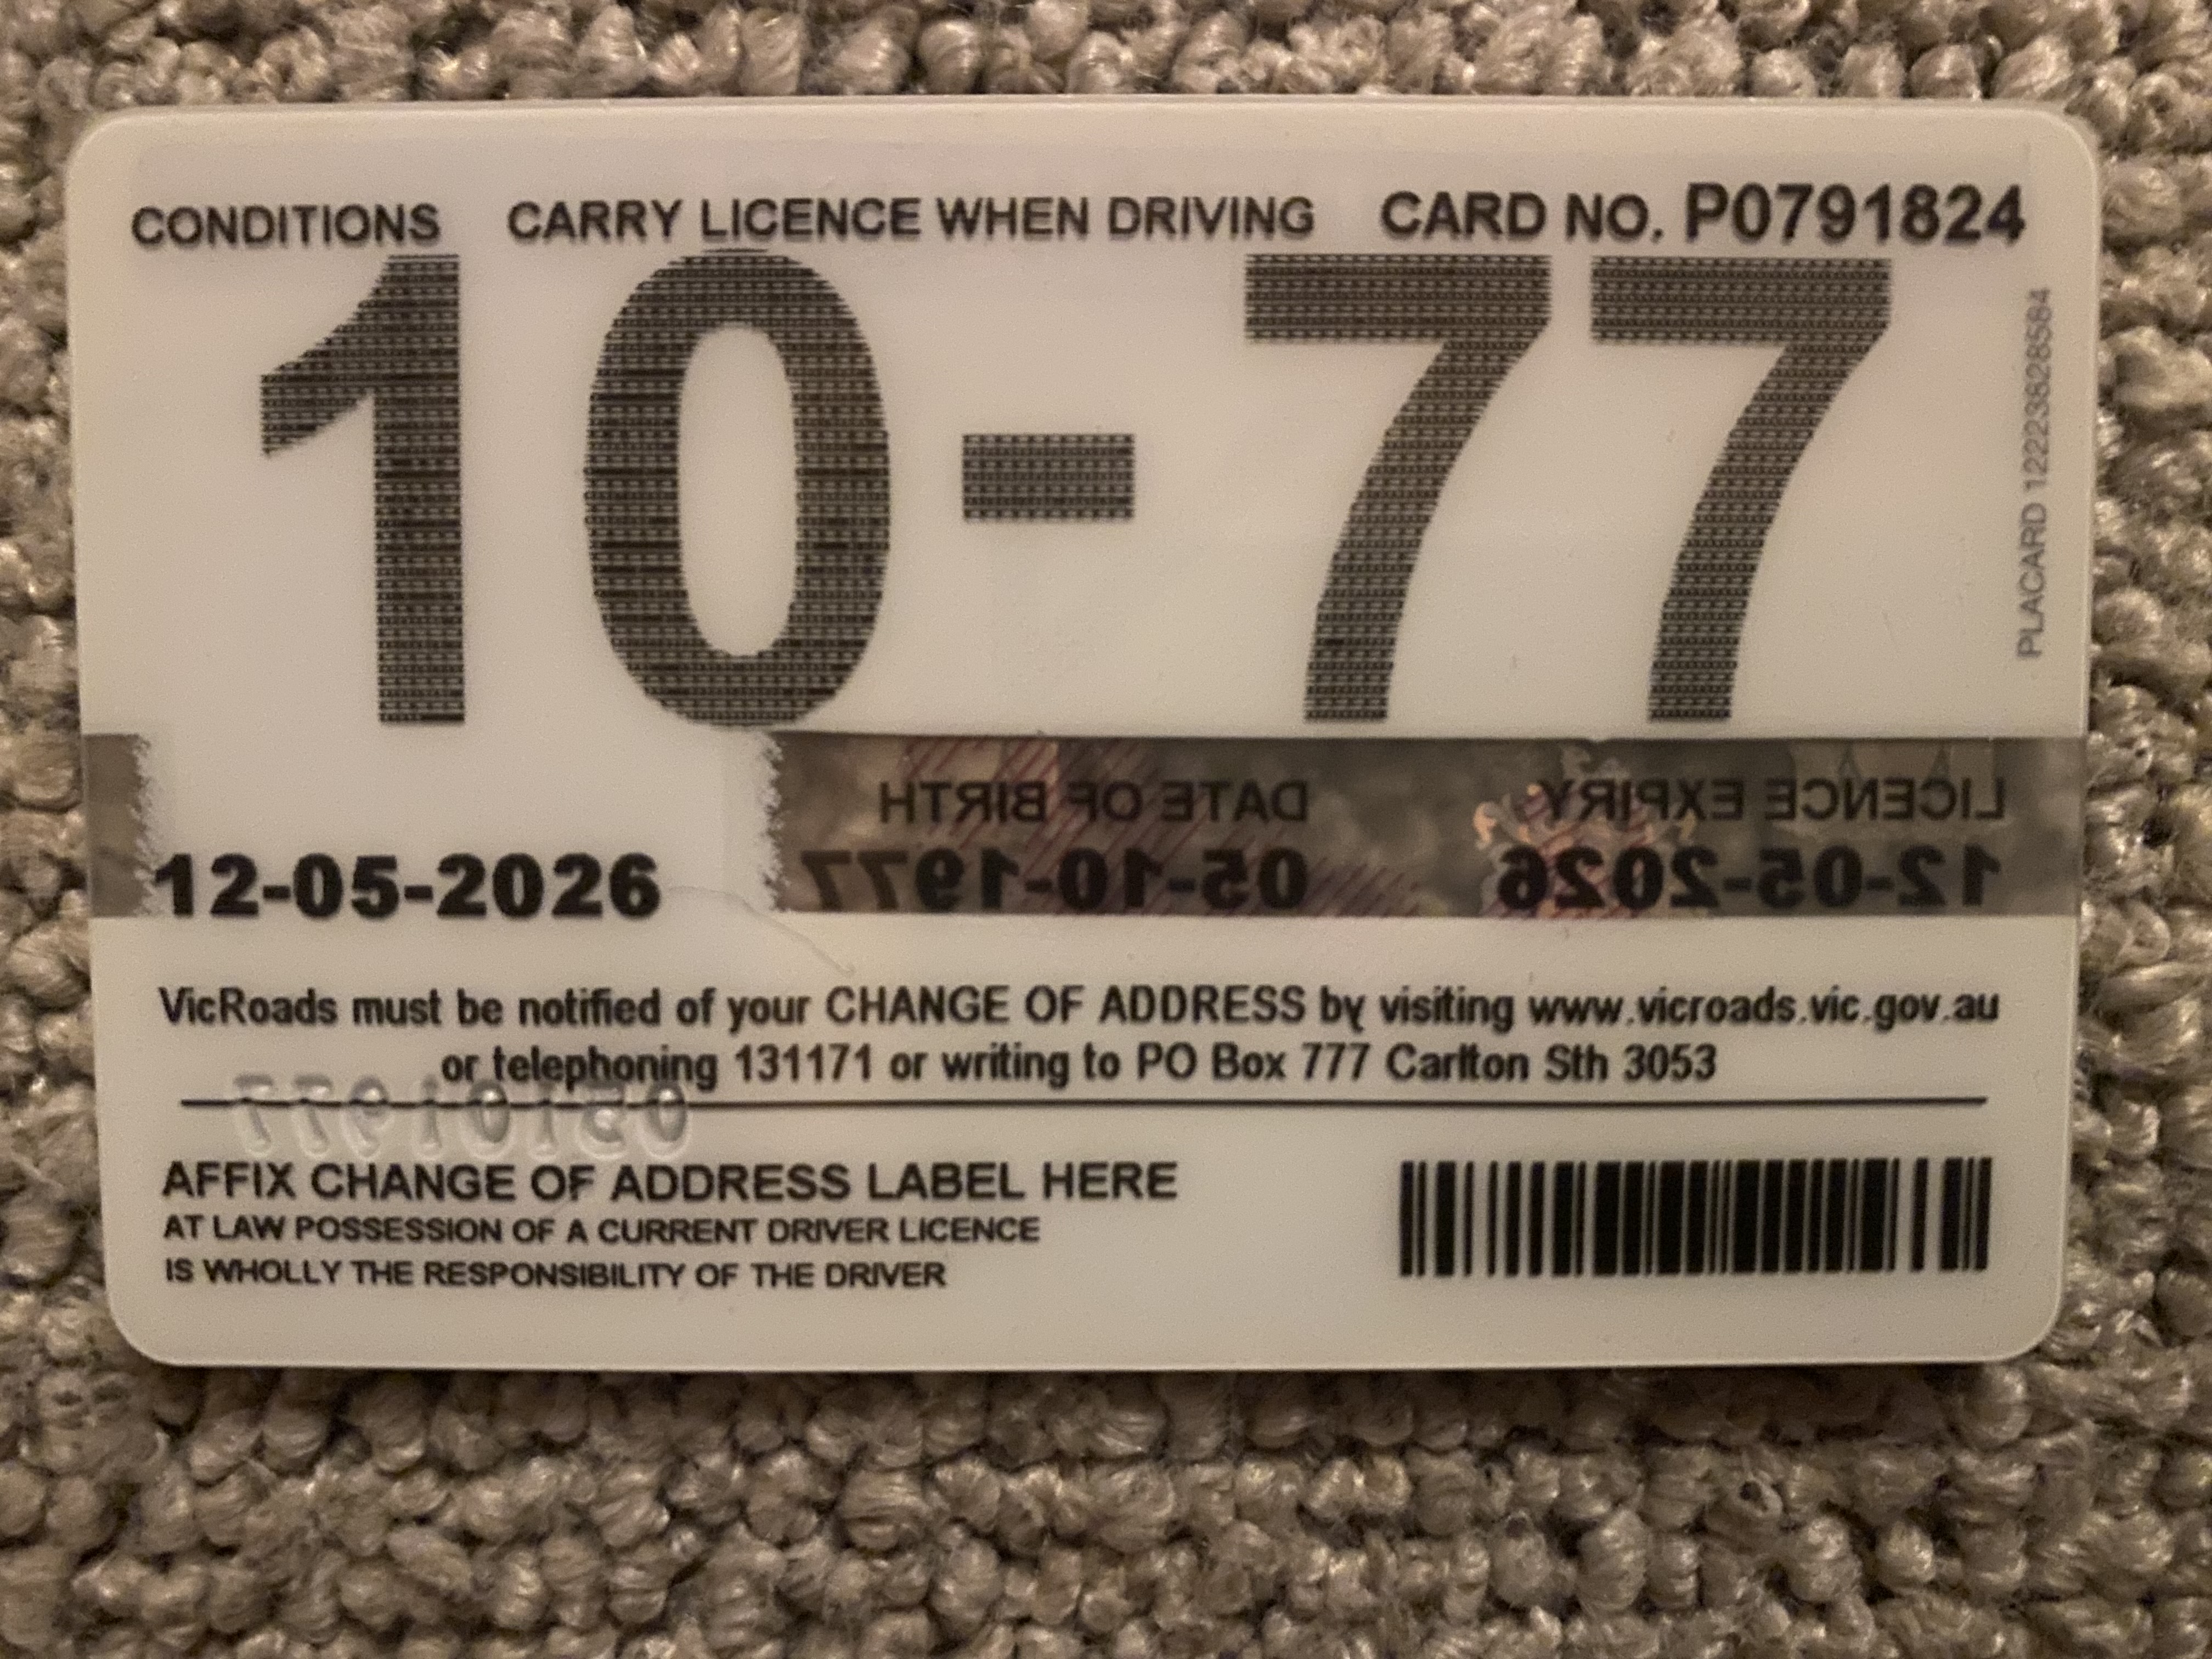 CONDITIONS CARRY LICENCE WHEN DRIVING CARD NO. P0791824
10-77
PLACARD 12223628584
DATE OF BIRTH LICENCE EXPIRY
12-05-2026 05-10-1977 12-05-2026
VicRoads must be notified of your CHANGE OF ADDRESS by visiting www.vicroads.vic.gov.au
or telephoning 131171 or writing to PO Box 777 Carlton Sth 3053
05101977
AFFIX CHANGE OF ADDRESS LABEL HERE
AT LAW POSSESSION OF A CURRENT DRIVER LICENCE
IS WHOLLY THE RESPONSIBILITY OF THE DRIVER